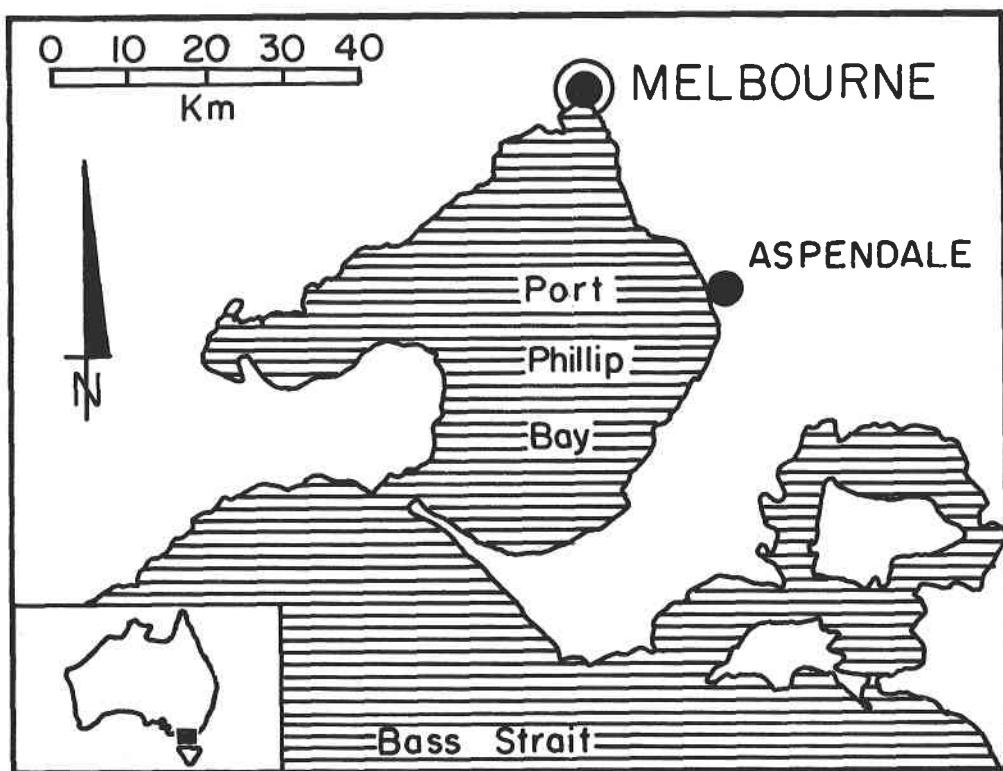 0 10 20 30 40
Km
MELBOURNE
ASPENDALE
Port
Phillip
Bay
N
Bass Strait